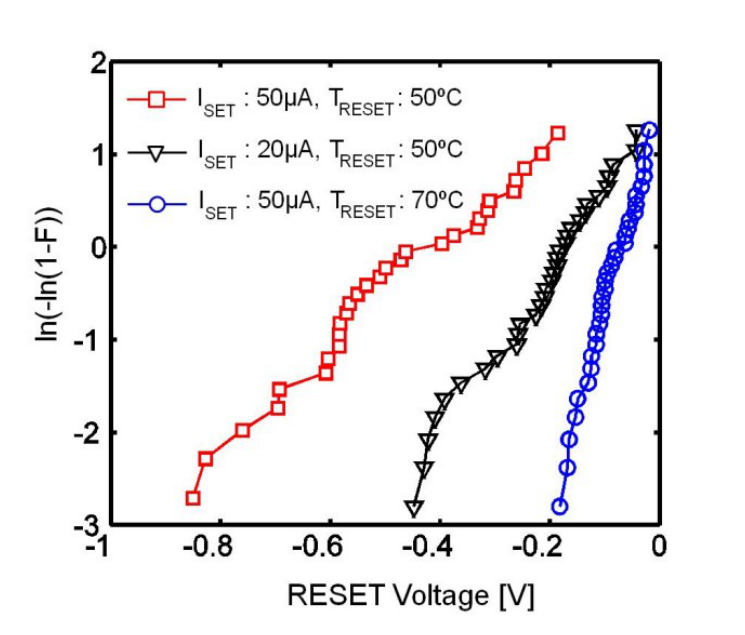 2
1
0
-1
-2
-3
ln(-ln(1-F))
I_SET : 50µA, T_RESET: 50ºC
I_SET : 20µA, T_RESET: 50ºC
I_SET : 50µA, T_RESET: 70ºC
-1 -0.8 -0.6 -0.4 -0.2 0
RESET Voltage [V]